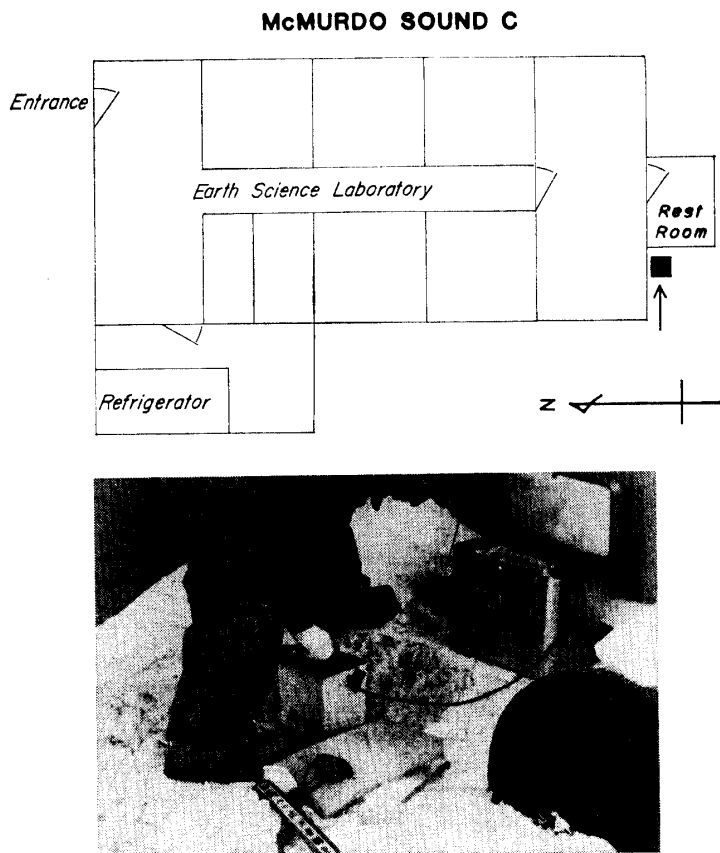 McMURDO SOUND C
Entrance
Earth Science Laboratory
Rest
Room
Refrigerator
N